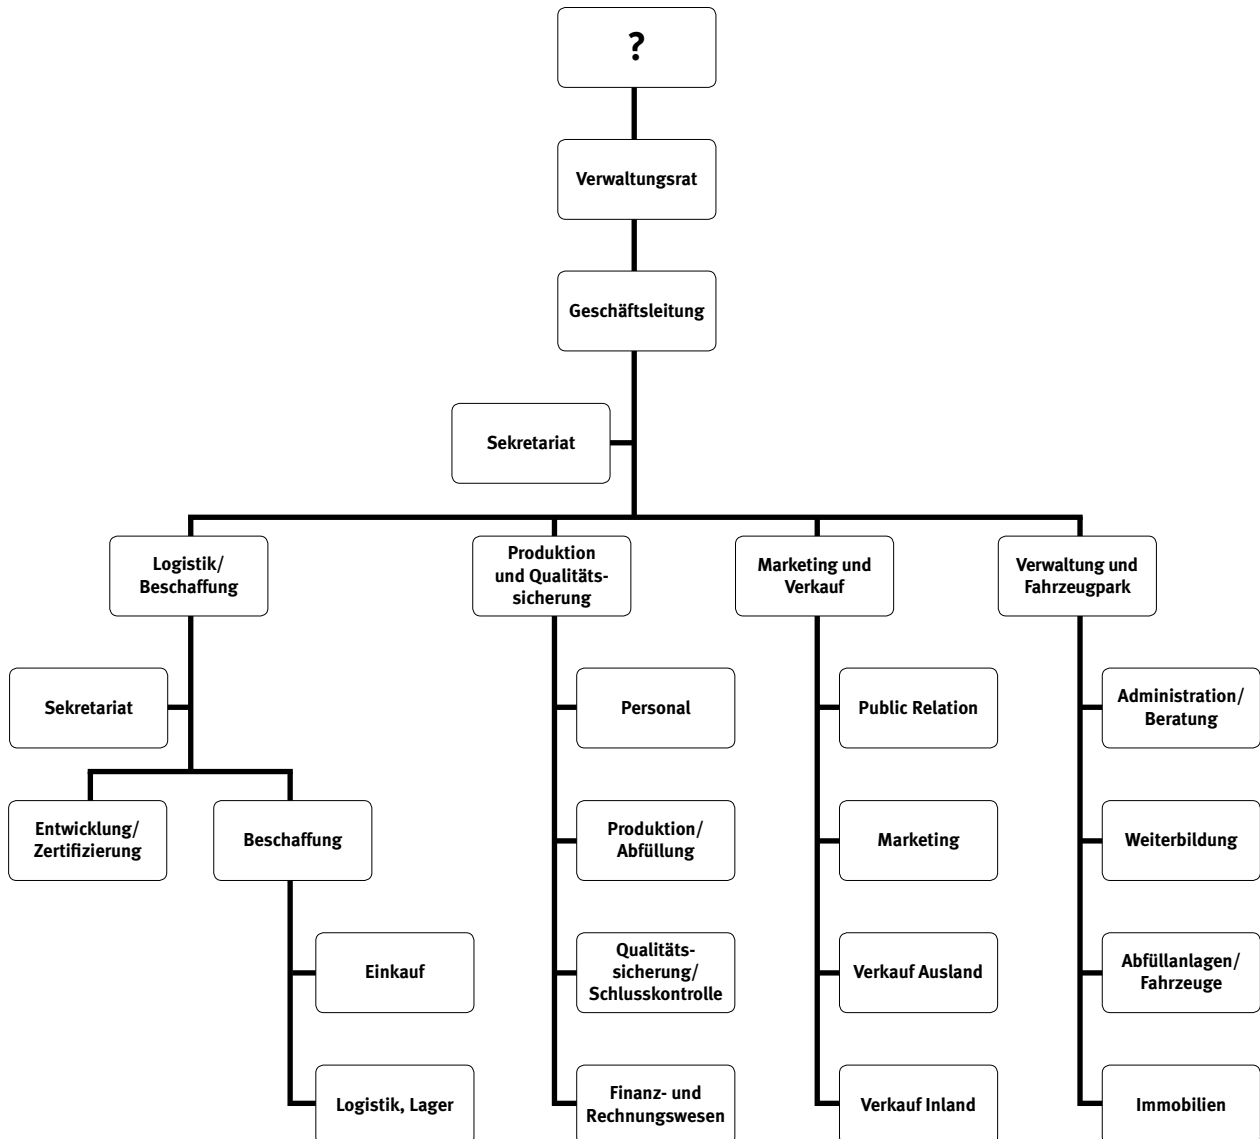 ?
Verwaltungsrat
Geschäftsleitung
Sekretariat
Logistik/
Beschaffung
Produktion
und Qualitäts-
sicherung
Marketing und
Verkauf
Verwaltung und
Fahrzeugpark
Sekretariat
Personal
Public Relation
Administration/
Beratung
Entwicklung/
Zertifizierung
Beschaffung
Produktion/
Abfüllung
Marketing
Weiterbildung
Einkauf
Qualitäts-
sicherung/
Schlusskontrolle
Verkauf Ausland
Abfüllanlagen/
Fahrzeuge
Logistik, Lager
Finanz- und
Rechnungswesen
Verkauf Inland
Immobilien